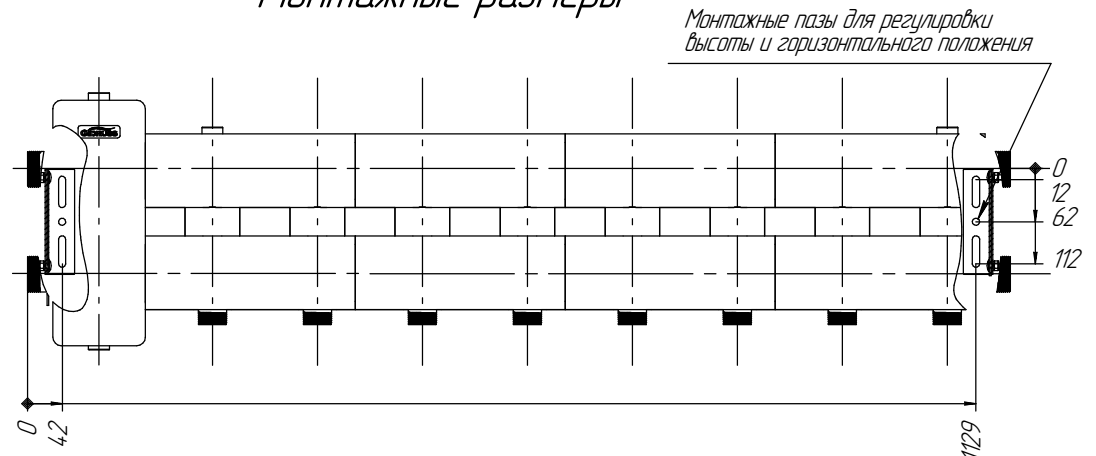 Монтажные размеры
Монтажные пазы для регулировки
высоты и горизонтального положения
0
12
62
112
0
42
1129